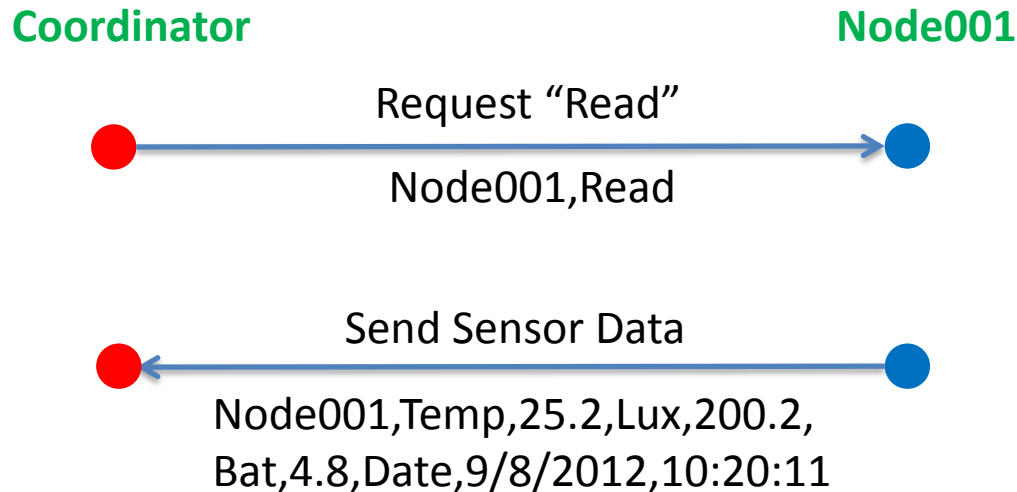 Coordinator
Node001
Request “Read”
Node001,Read
Send Sensor Data
Node001,Temp,25.2,Lux,200.2,
Bat,4.8,Date,9/8/2012,10:20:11